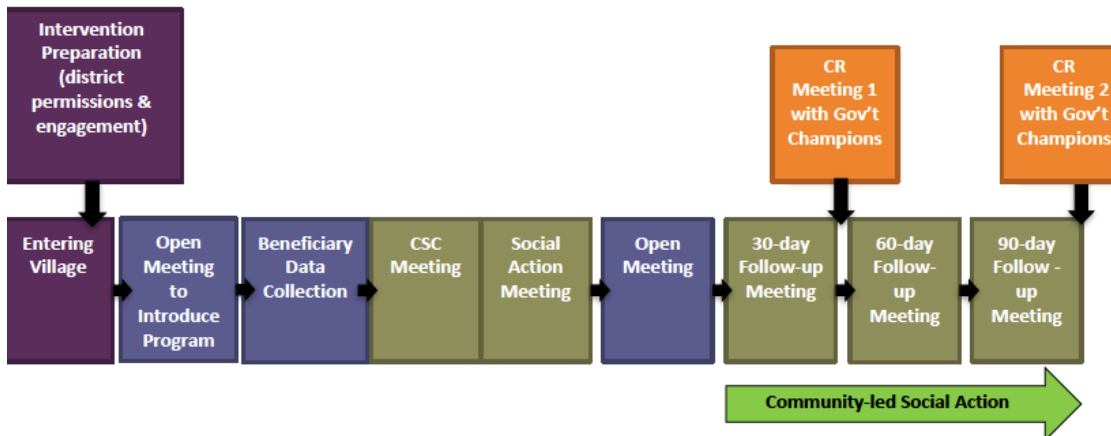 Intervention
Preparation
(district
permissions &
engagement)
CR
Meeting 1
with Gov't
Champions
CR
Meeting 2
with Gov't
Champions
Entering
Village
Open
Meeting
to
Introduce
Program
Beneficiary
Data
Collection
CSC
Meeting
Social
Action
Meeting
Open
Meeting
30-day
Follow-up
Meeting
60-day
Follow-
up
Meeting
90-day
Follow -
up
Meeting
Community-led Social Action